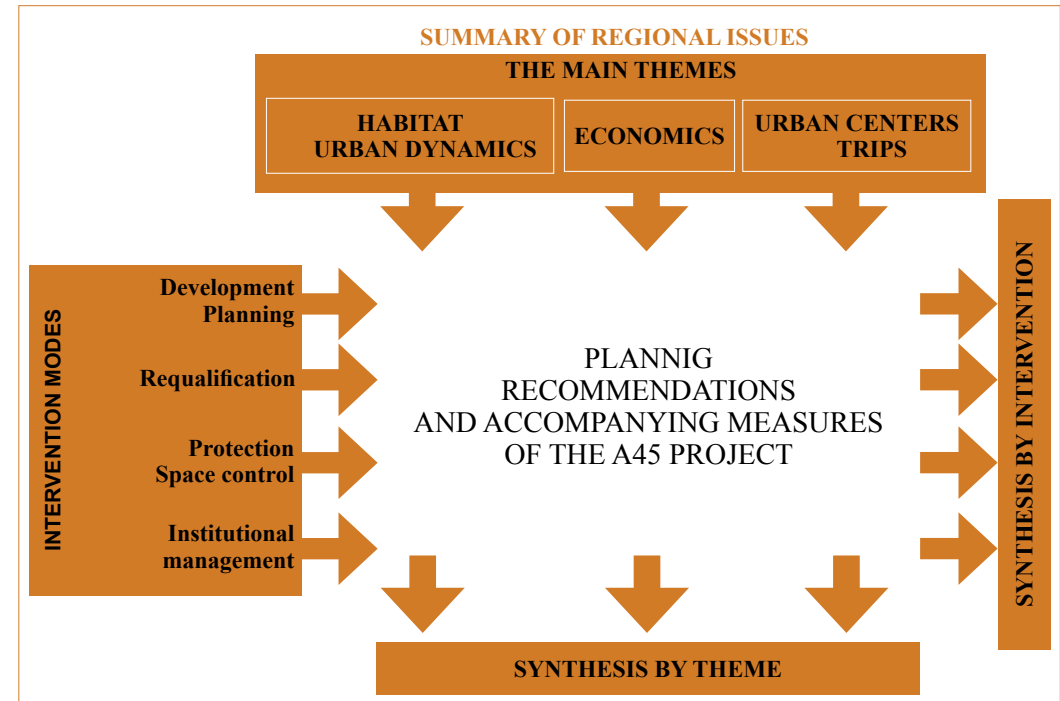 SUMMARY OF REGIONAL ISSUES
THE MAIN THEMES
HABITAT
URBAN DYNAMICS
ECONOMICS
URBAN CENTERS
TRIPS
INTERVENTION MODES
Development
Planning
Requalification
Protection
Space control
Institutional
management
PLANNIG
RECOMMENDATIONS
AND ACCOMPANYING MEASURES
OF THE A45 PROJECT
SYNTHESIS BY INTERVENTION
SYNTHESIS BY THEME